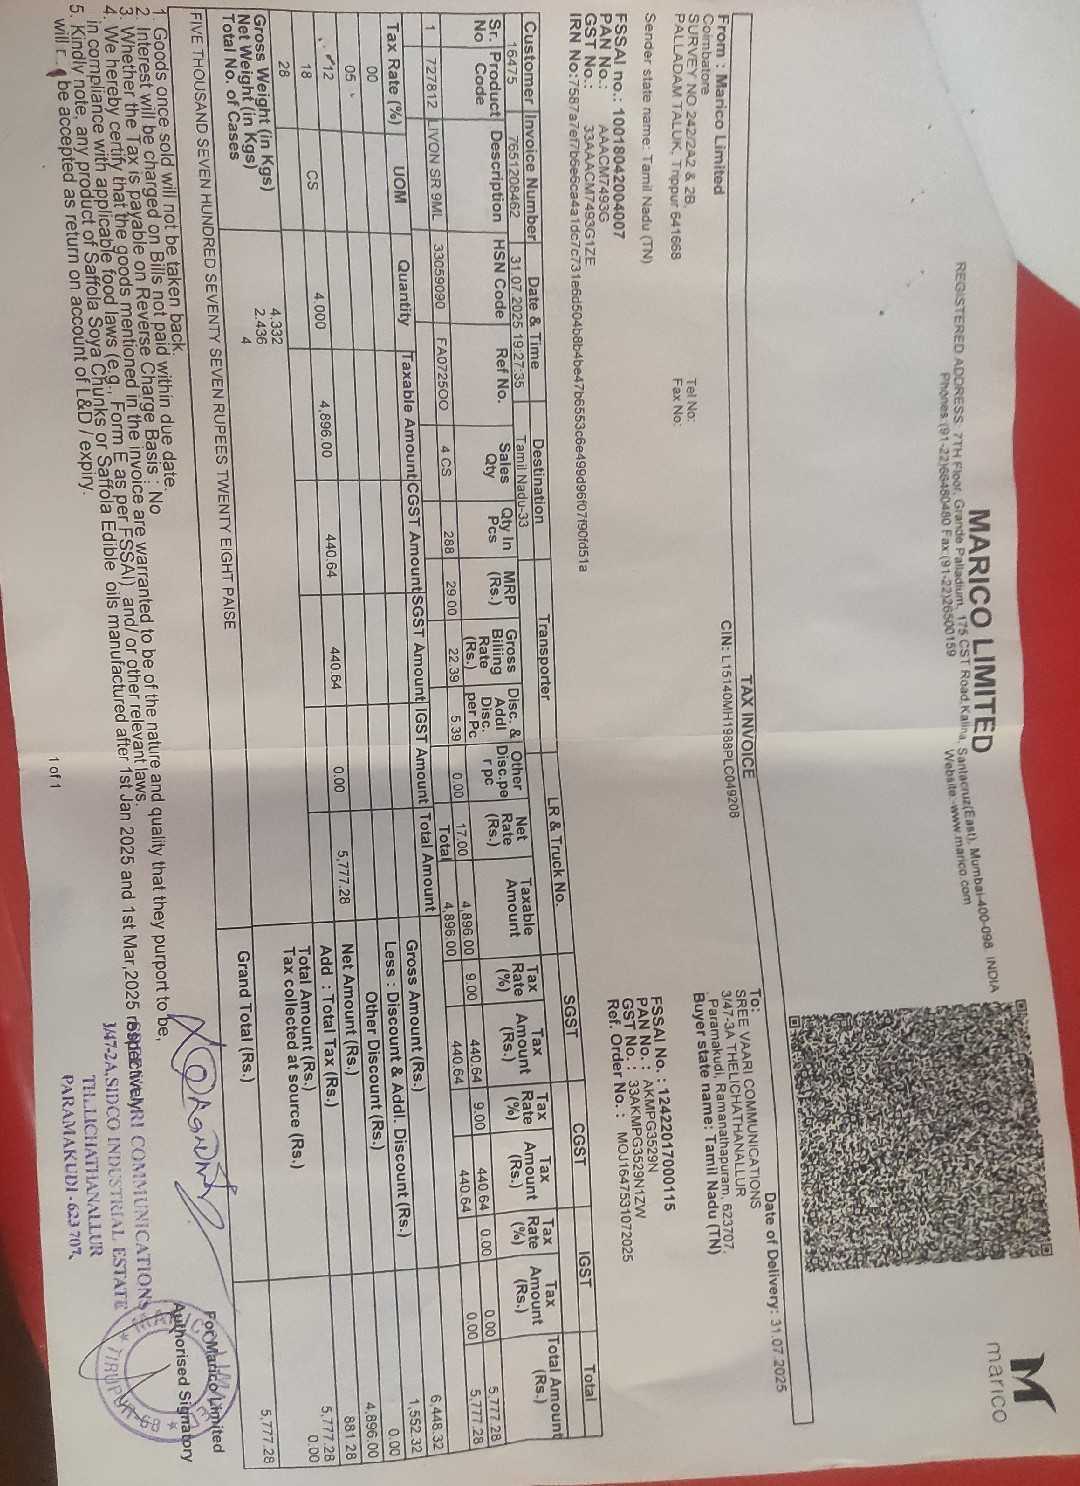 MARICO LIMITED
REGISTERED ADDRESS: 7TH Floor, Grande Palladium, 175 CST Road,Kalina, Santacruz(East), Mumbai-400-098 INDIA
Phones:(91-22)66480480 Fax:(91-22)26500159 Website:-www.marico.com
marico
TAX INVOICE
Date of Delivery: 31.07.2025
From : Marico Limited
Coimbatore
SURVEY NO 242/2A2 & 2B,
PALLADAM TALUK, Trippur 641668
Tel No:
Fax No:
CIN: L15140MH1988PLC049208
Sender state name: Tamil Nadu (TN)
To:
SREE VAARI COMMUNICATIONS
3/47-3A THELICHATHANALLUR
, Paramakudi, Ramanathapuram, 623707,
Buyer state name: Tamil Nadu (TN)
FSSAI no.: 10018042004007
PAN No.: AAACM7493G
GST No.: 33AAACM7493G1ZE
IRN No:7587a7ef7b6e6ca4a1dc7c731a6d504b8b4be47b6553c6e499d96f07f90fd51a
FSSAI No. : 12422017000115
PAN No. : AKMPG3529N
GST No. : 33AKMPG3529N1ZW
Ref. Order No. : MOJ1647531072025
Customer Invoice Number Date & Time Destination Transporter LR & Truck No. SGST CGST IGST Total
16475 7651208462 31.07.2025 19:27:35 Tamil Nadu-33
Sr. No Product Code Description HSN Code Ref No. Sales Qty Qty In Pcs MRP (Rs.) Gross Billing Rate (Rs.) Disc. & Addl Disc. per Pc Other Disc.per pc Net Rate (Rs.) Taxable Amount Tax Rate (%) Tax Amount (Rs.) Tax Rate (%) Tax Amount (Rs.) Tax Rate (%) Tax Amount (Rs.) Total Amount (Rs.)
1 727812 LIVON SR 9ML 33059090 FA0725OO 4 CS 288 29.00 22.39 5.39 0.00 17.00 4,896.00 9.00 440.64 9.00 440.64 0.00 0.00 5,777.28
Total 4,896.00 440.64 440.64 0.00 5,777.28
Tax Rate (%) UOM Quantity Taxable Amount CGST Amount SGST Amount IGST Amount Total Amount
00
05
12
18 CS 4.000 4,896.00 440.64 440.64 0.00 5,777.28
28
Gross Amount (Rs.) 6,448.32
Less : Discount & Addl. Discount (Rs.) 1,552.32
Other Discount (Rs.) 0.00
Net Amount (Rs.) 4,896.00
Add : Total Tax (Rs.) 881.28
Total Amount (Rs.) 5,777.28
Tax collected at source (Rs.) 0.00
Gross Weight (in Kgs) 4.332
Net Weight (in Kgs) 2.436
Total No. of Cases 4
Grand Total (Rs.) 5,777.28
FIVE THOUSAND SEVEN HUNDRED SEVENTY SEVEN RUPEES TWENTY EIGHT PAISE
1. Goods once sold will not be taken back.
2. Interest will be charged on Bills not paid within due date.
3. Whether the Tax is payable on Reverse Charge Basis : No
4. We hereby certify that the goods mentioned in the invoice are warranted to be of the nature and quality that they purport to be,
in compliance with applicable food laws (e.g., Form E as per FSSAI) and/ or other relevant laws.
5. Kindly note, any product of Saffola Soya Chunks or Saffola Edible oils manufactured after 1st Jan 2025 and 1st Mar,2025 respectively
will be accepted as return on account of L&D / expiry.
For Marico Limited
Authorised Signatory
COMMUNICATIONS
3/47-2A,SIDCO INDUSTRIAL ESTATE
THELICHATHANALLUR
PARAMAKUDI - 623 707.
1 of 1